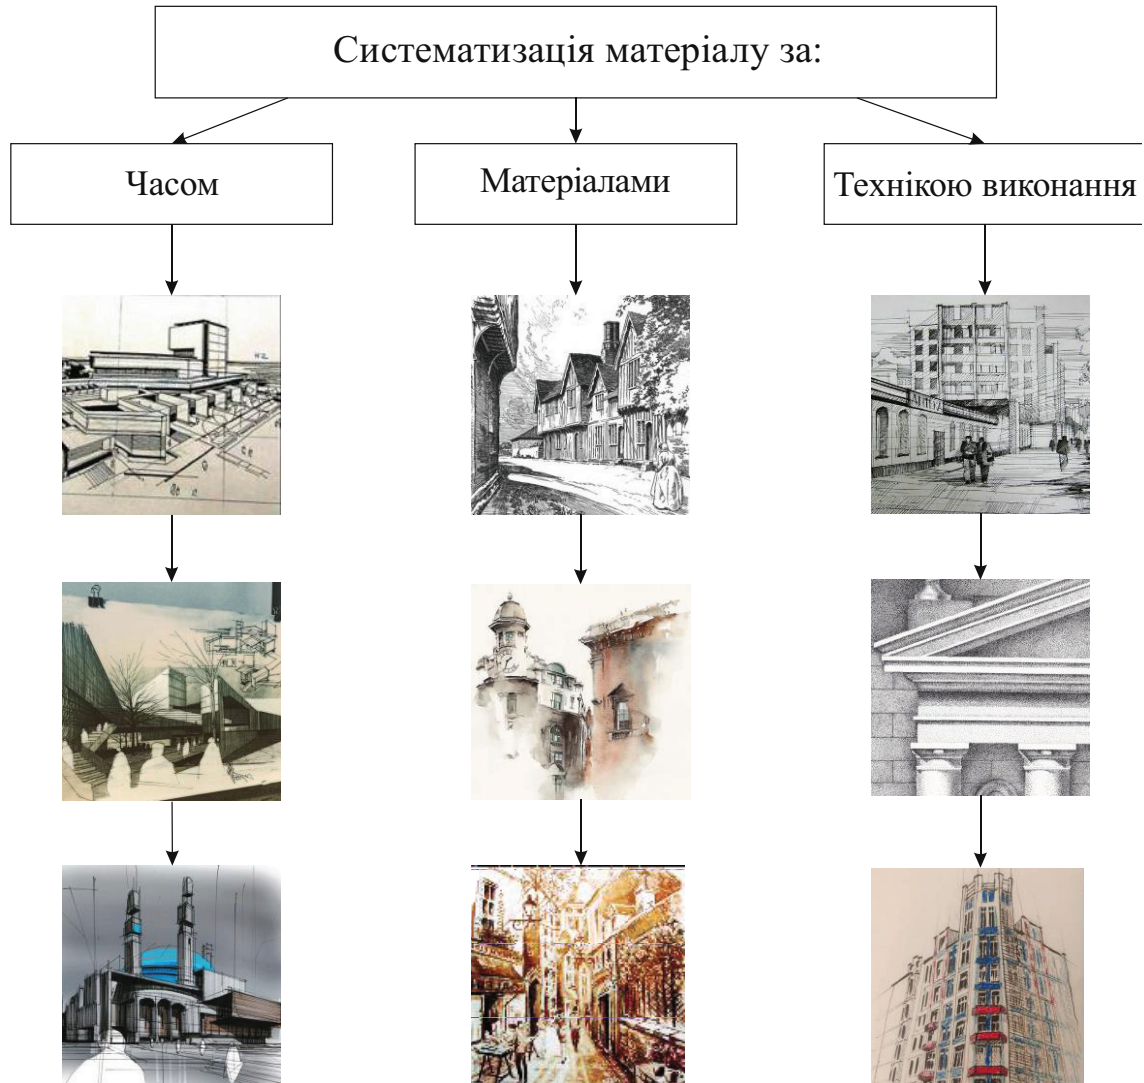 Систематизація матеріалу за:
Часом
Матеріалами
Технікою виконання